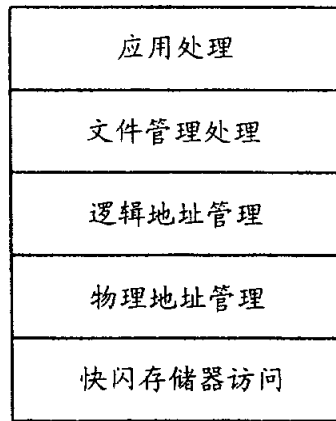 应用处理
文件管理处理
逻辑地址管理
物理地址管理
快闪存储器访问